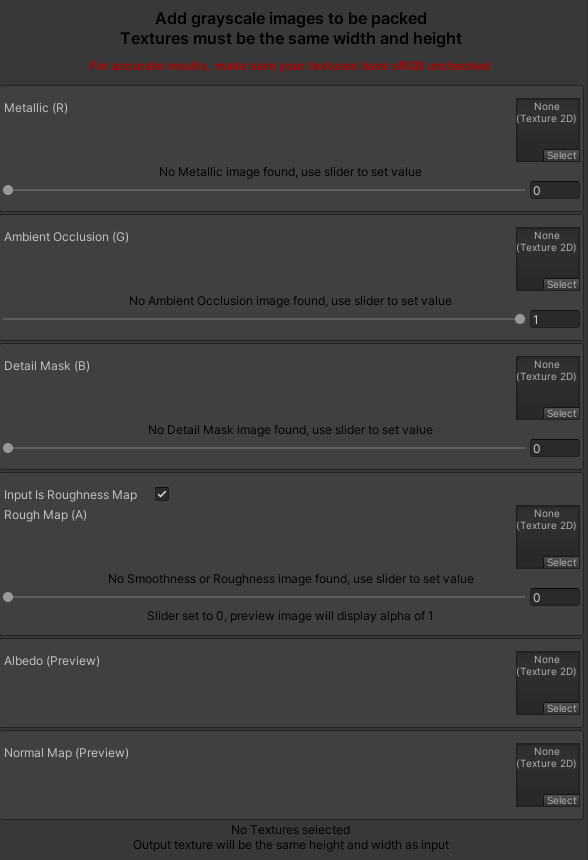 Add grayscale images to be packed
Textures must be the same width and height
For accurate results, make sure your textures have sRGB unchecked
Metallic (R)
None
(Texture 2D)
Select
No Metallic image found, use slider to set value
0
Ambient Occlusion (G)
None
(Texture 2D)
Select
No Ambient Occlusion image found, use slider to set value
1
Detail Mask (B)
None
(Texture 2D)
Select
No Detail Mask image found, use slider to set value
0
Input Is Roughness Map
Rough Map (A)
None
(Texture 2D)
Select
No Smoothness or Roughness image found, use slider to set value
0
Slider set to 0, preview image will display alpha of 1
Albedo (Preview)
None
(Texture 2D)
Select
Normal Map (Preview)
None
(Texture 2D)
Select
No Textures selected
Output texture will be the same height and width as input